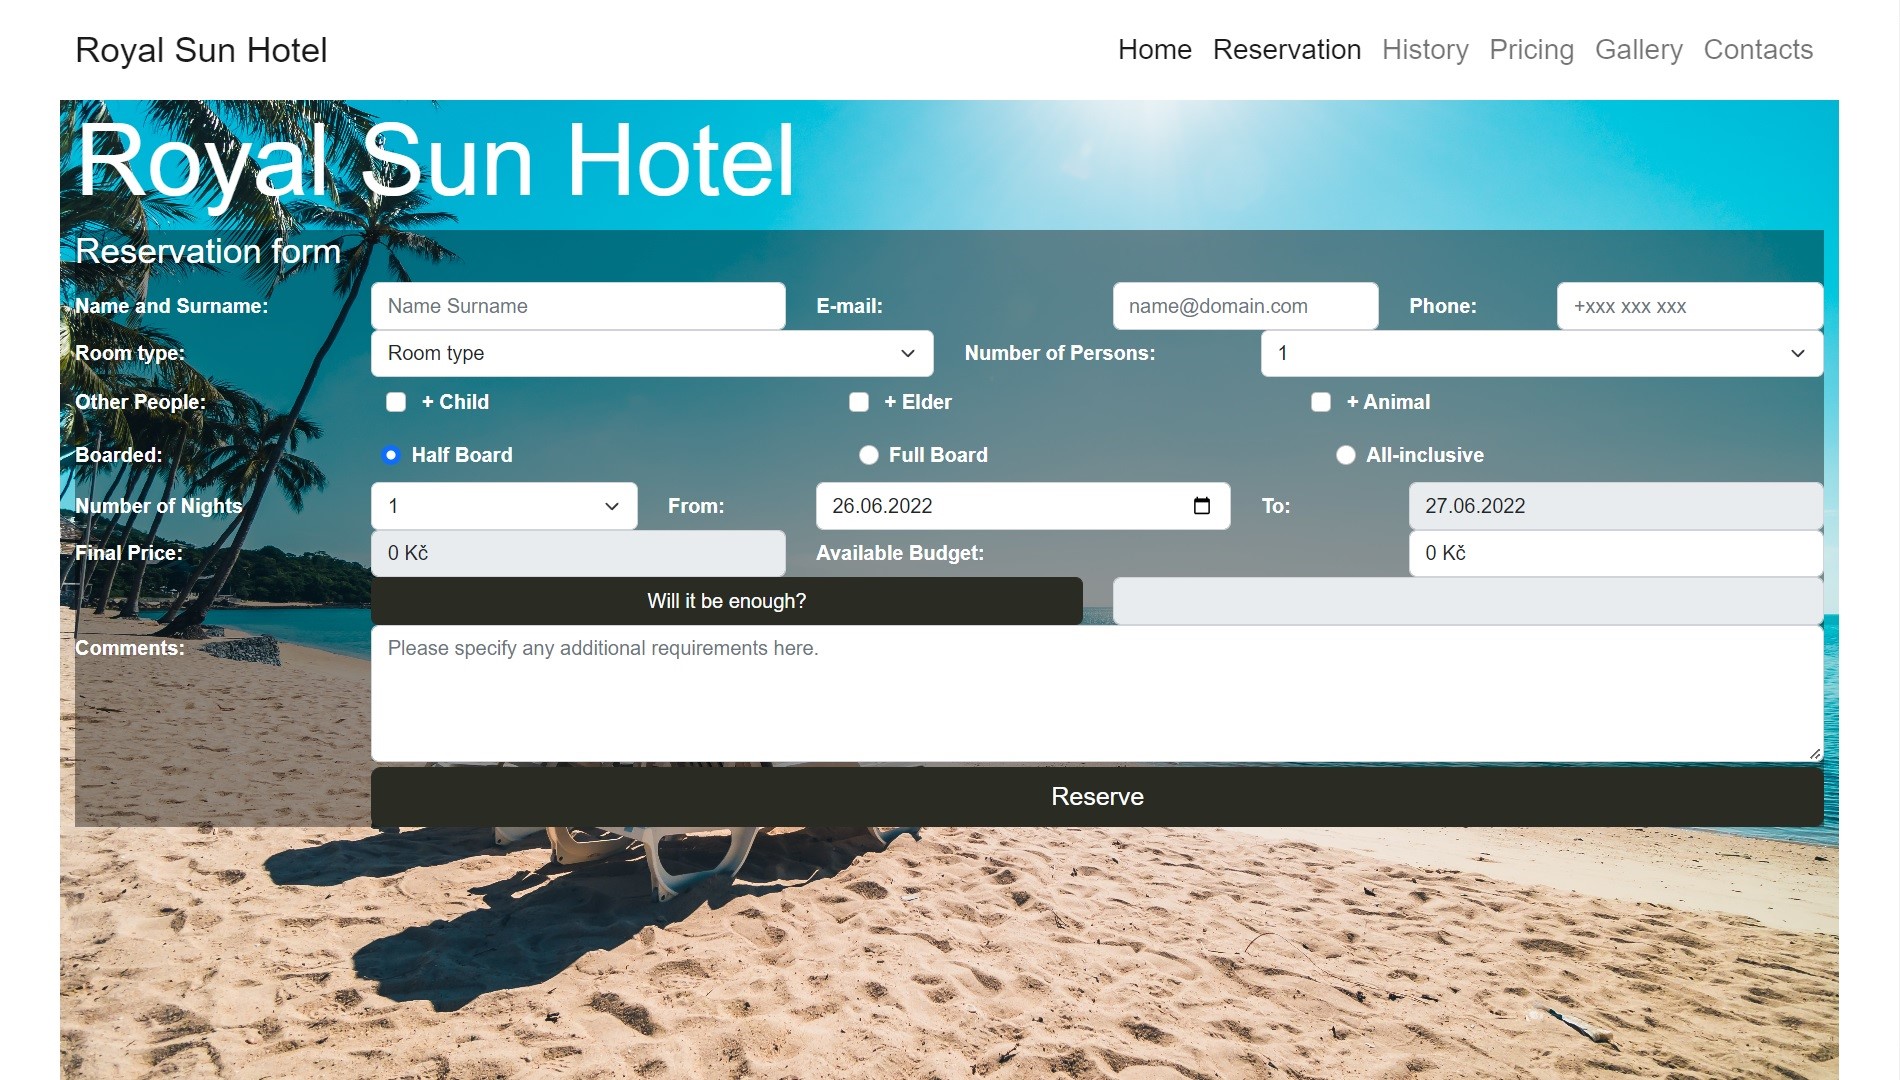 Royal Sun Hotel Home Reservation History Pricing Gallery Contacts
Royal Sun Hotel
Reservation form
Name and Surname: Name Surname E-mail: name@domain.com Phone: +xxx xxx xxx
Room type: Room type Number of Persons: 1
Other People: + Child + Elder + Animal
Boarded: Half Board Full Board All-inclusive
Number of Nights 1 From: 26.06.2022 To: 27.06.2022
Final Price: 0 Kč Available Budget: 0 Kč
Will it be enough?
Comments: Please specify any additional requirements here.
Reserve